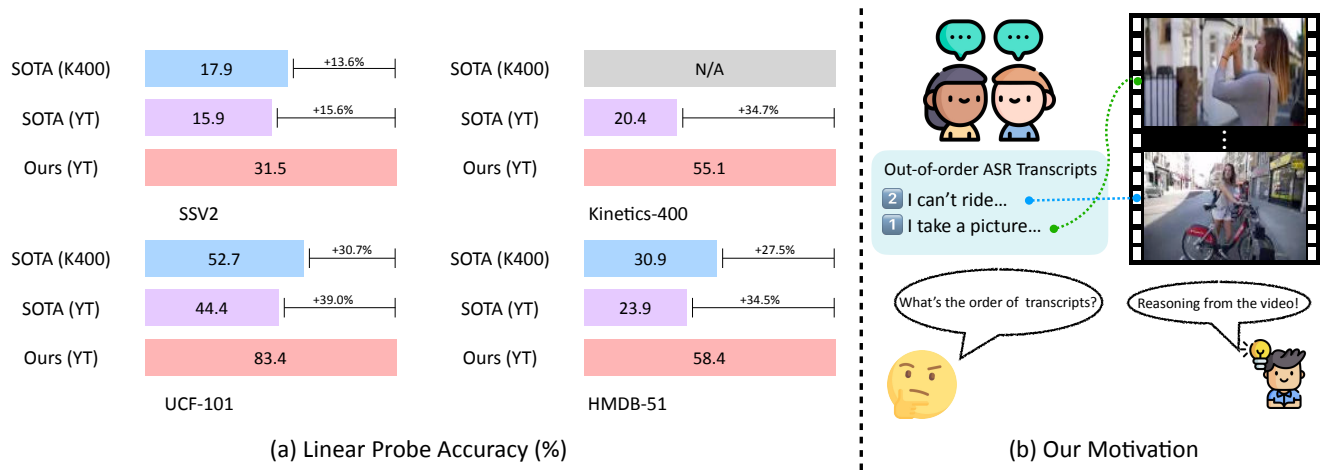 SOTA (K400)
17.9
+13.6%
SOTA (YT)
15.9
+15.6%
Ours (YT)
31.5
SSV2
SOTA (K400)
N/A
SOTA (YT)
20.4
+34.7%
Ours (YT)
55.1
Kinetics-400
SOTA (K400)
52.7
+30.7%
SOTA (YT)
44.4
+39.0%
Ours (YT)
83.4
UCF-101
SOTA (K400)
30.9
+27.5%
SOTA (YT)
23.9
+34.5%
Ours (YT)
58.4
HMDB-51
(a) Linear Probe Accuracy (%)
Out-of-order ASR Transcripts
2 I can't ride...
1 I take a picture...
What's the order of transcripts?
Reasoning from the video!
(b) Our Motivation